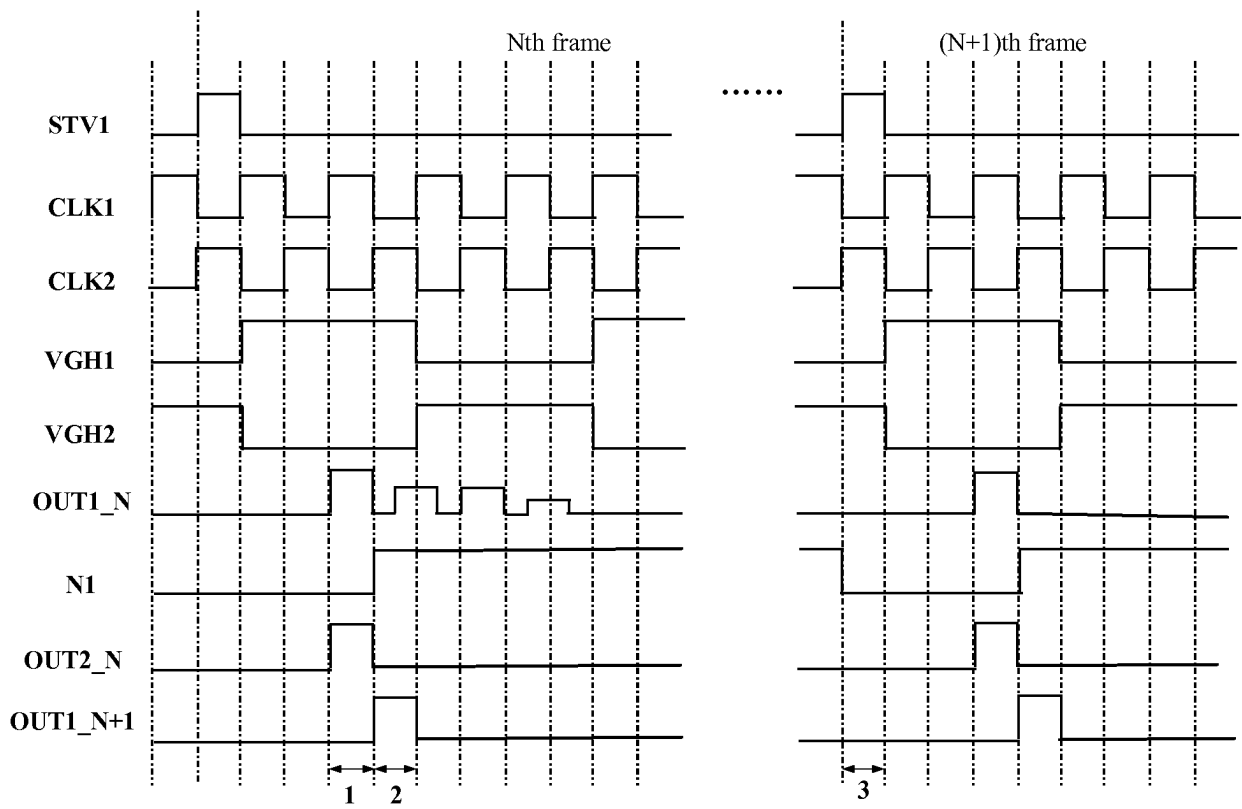 Nth frame
(N+1)th frame
......
STV1
CLK1
CLK2
VGH1
VGH2
OUT1_N
N1
OUT2_N
OUT1_N+1
1
2
3